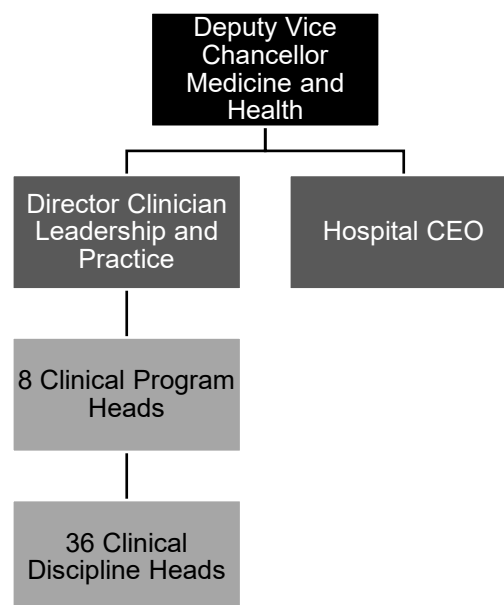 Deputy Vice
Chancellor
Medicine and
Health
Director Clinician
Leadership and
Practice
Hospital CEO
8 Clinical Program
Heads
36 Clinical
Discipline Heads